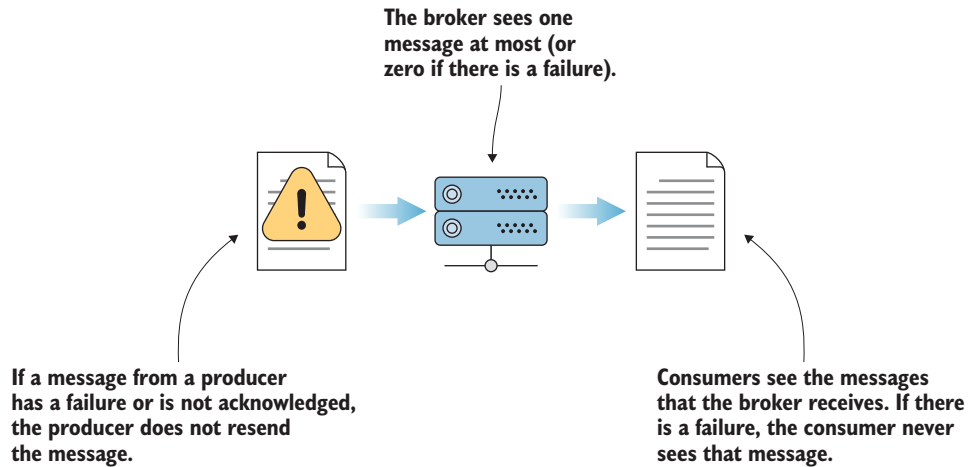 The broker sees one
message at most (or
zero if there is a failure).
If a message from a producer
has a failure or is not acknowledged,
the producer does not resend
the message.
Consumers see the messages
that the broker receives. If there
is a failure, the consumer never
sees that message.